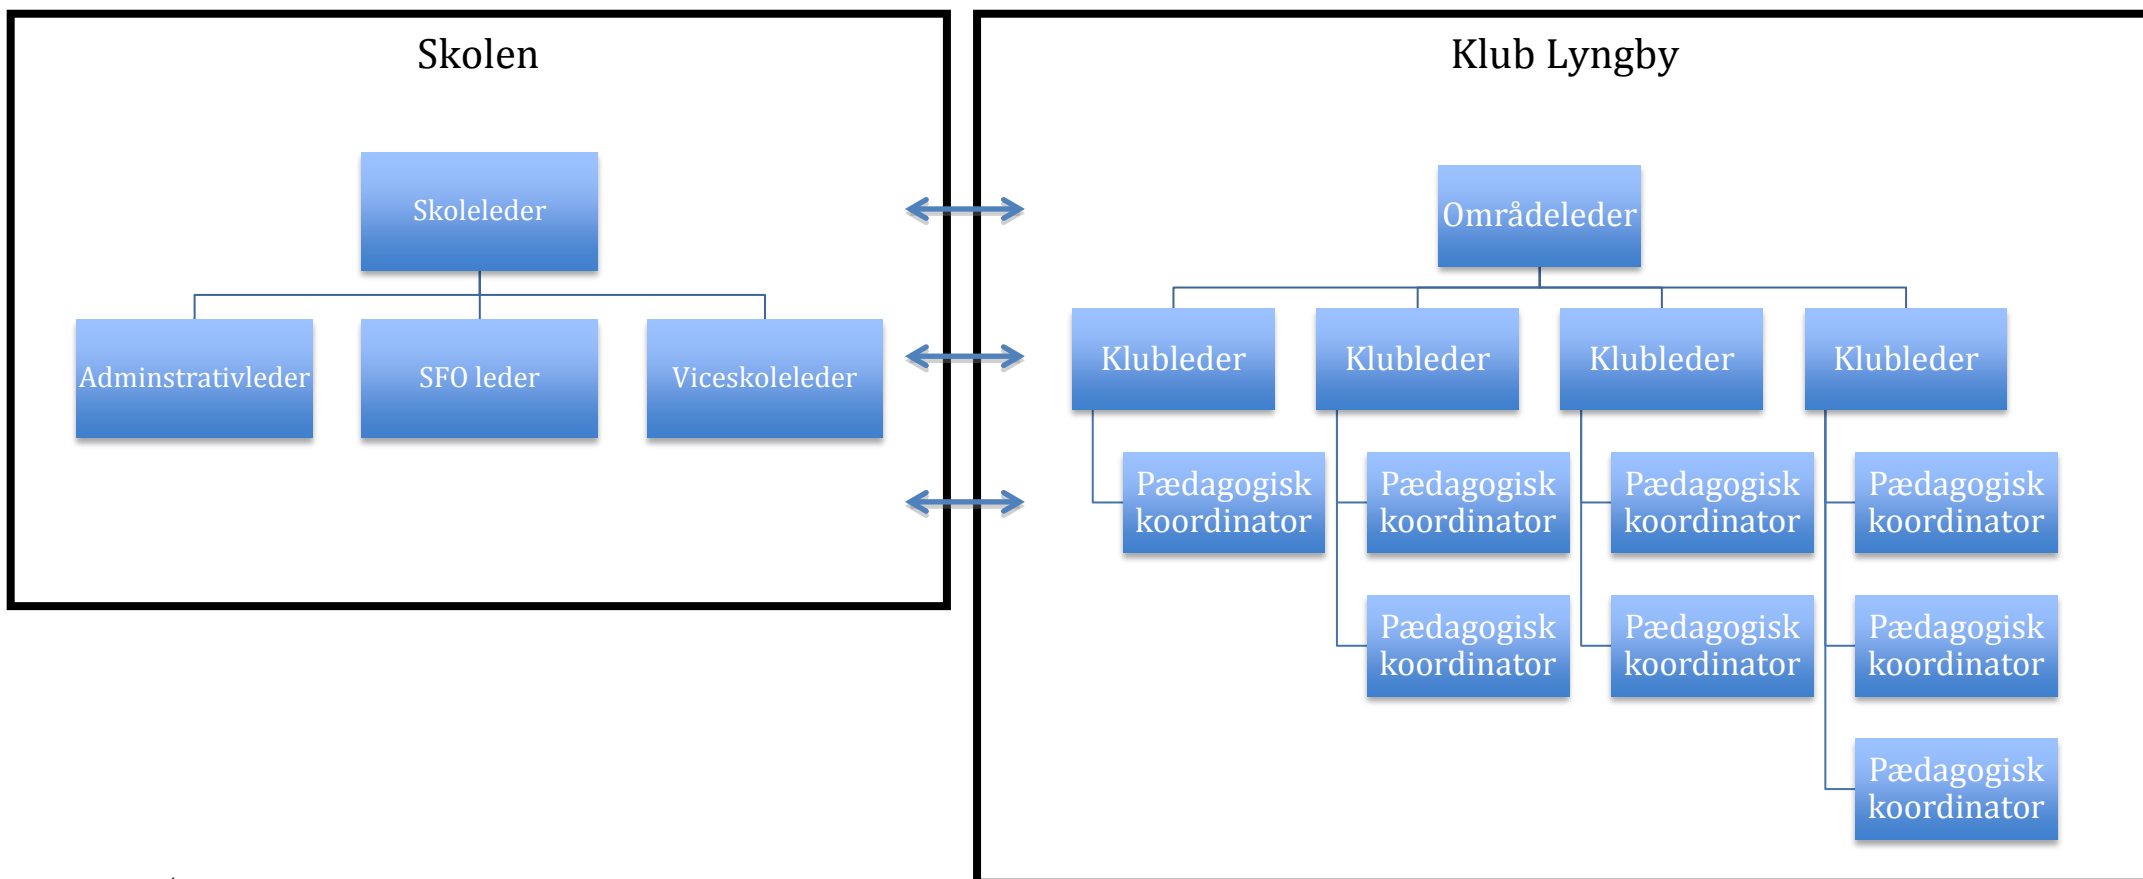 Skolen
Skoleleder
Adminstrativleder
SFO leder
Viceskoleleder
Klub Lyngby
Områdeleder
Klubleder
Klubleder
Klubleder
Klubleder
Pædagogisk
koordinator
Pædagogisk
koordinator
Pædagogisk
koordinator
Pædagogisk
koordinator
Pædagogisk
koordinator
Pædagogisk
koordinator
Pædagogisk
koordinator
Pædagogisk
koordinator